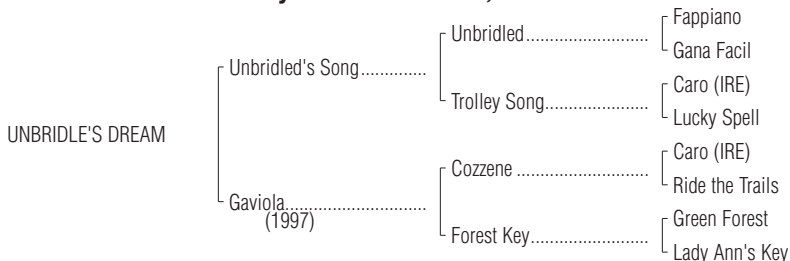 Fappiano
Unbridled
Gana Facil
Unbridled's Song
Caro (IRE)
Trolley Song
Lucky Spell
UNBRIDLE'S DREAM
Caro (IRE)
Cozzene
Ride the Trails
Gaviola
(1997)
Green Forest
Forest Key
Lady Ann's Key